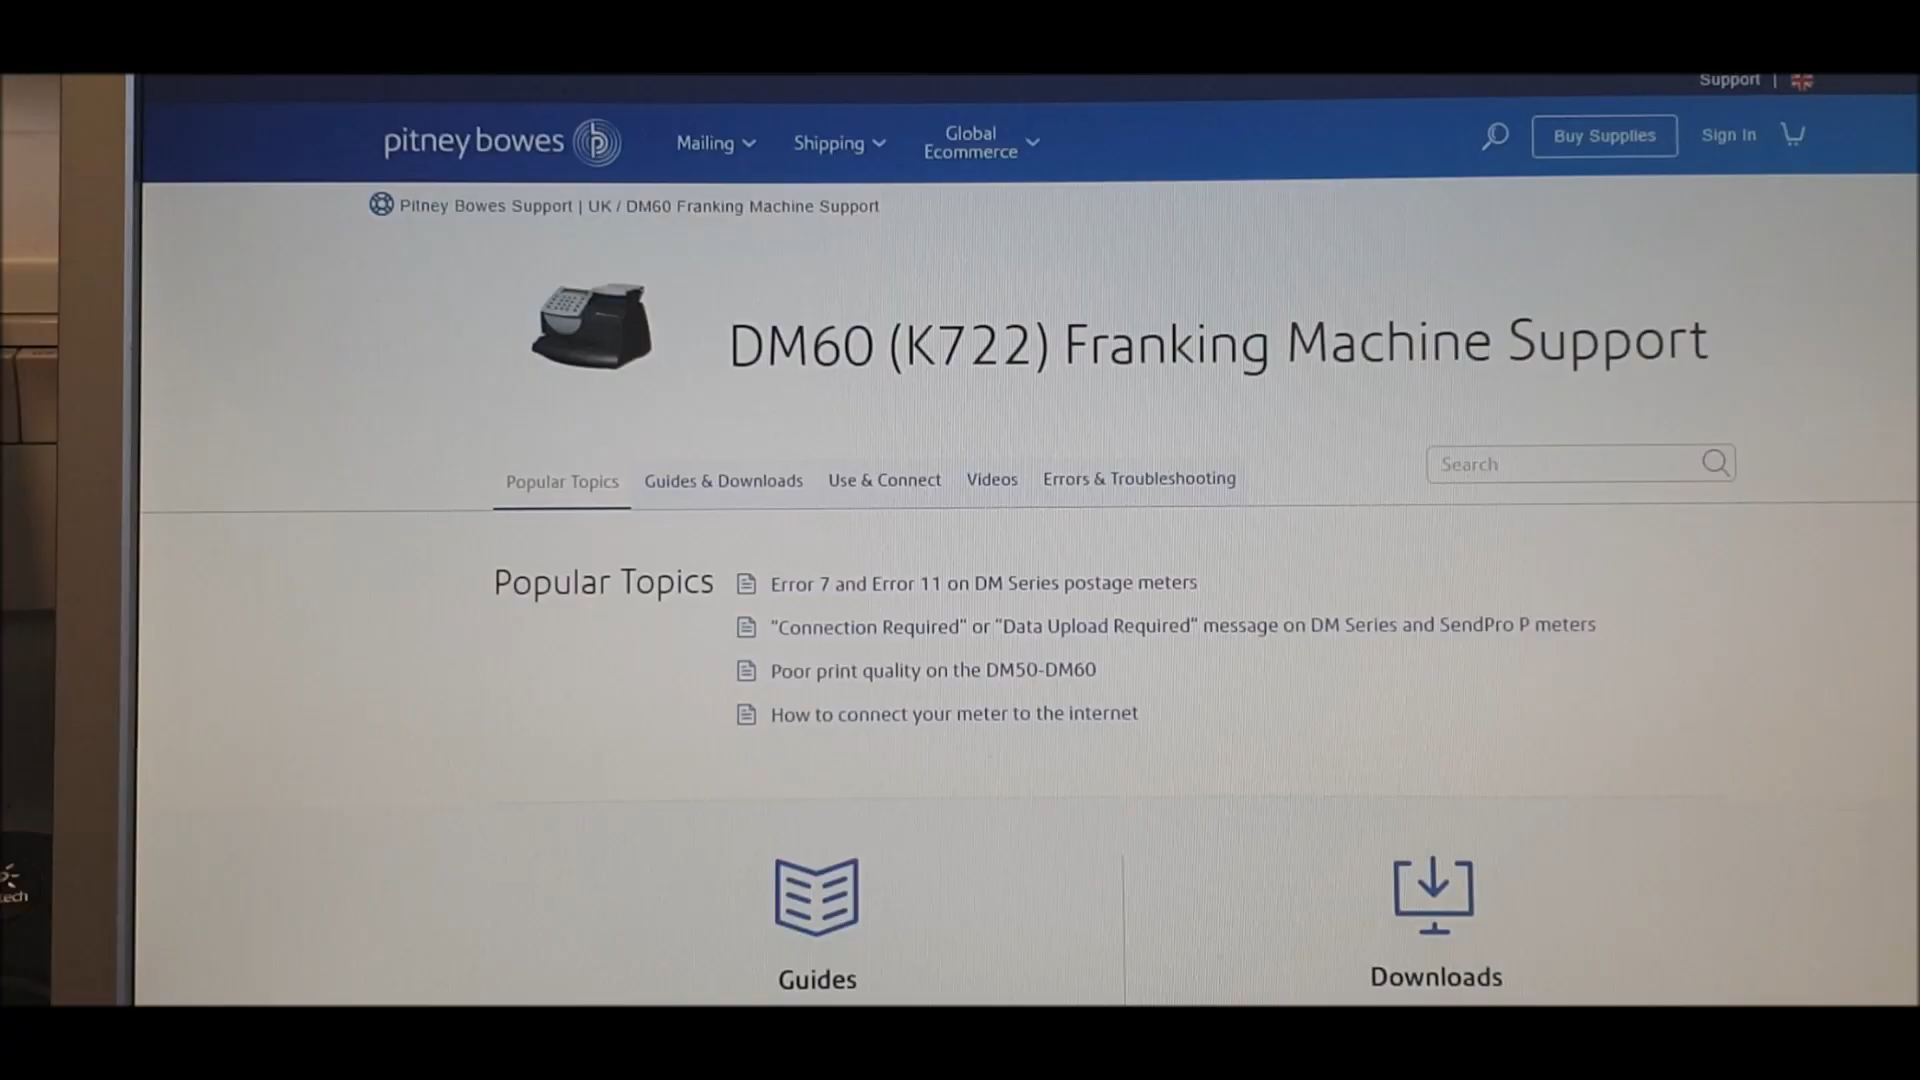 Support |
pitney bowes
Mailing
Shipping
Global
Ecommerce
Buy Supplies
Sign In
Pitney Bowes Support | UK / DM60 Franking Machine Support
DM60 (K722) Franking Machine Support
Popular Topics
Guides & Downloads
Use & Connect
Videos
Errors & Troubleshooting
Search
Popular Topics
Error 7 and Error 11 on DM Series postage meters
"Connection Required" or "Data Upload Required" message on DM Series and SendPro P meters
Poor print quality on the DM50-DM60
How to connect your meter to the internet
Guides
Downloads